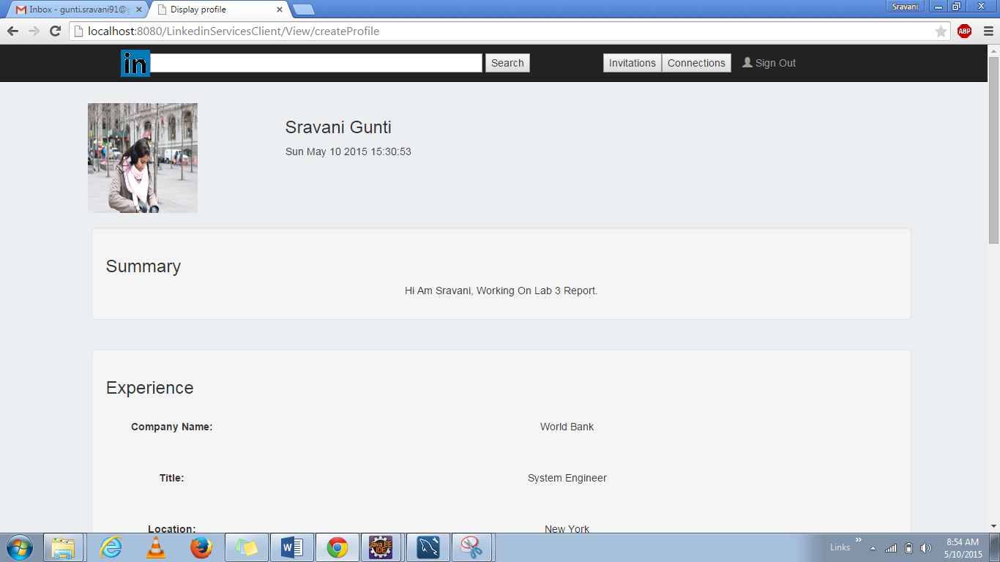 Inbox - gunti.sravani91@g
Display profile
Sravani
localhost:8080/LinkedinServicesClient/View/createProfile
ABP
in
Search
Invitations
Connections
Sign Out
Sravani Gunti
Sun May 10 2015 15:30:53
Summary
Hi Am Sravani, Working On Lab 3 Report.
Experience
Company Name:
World Bank
Title:
System Engineer
Location:
New York
Java EE
IDE
Links
8:54 AM
5/10/2015